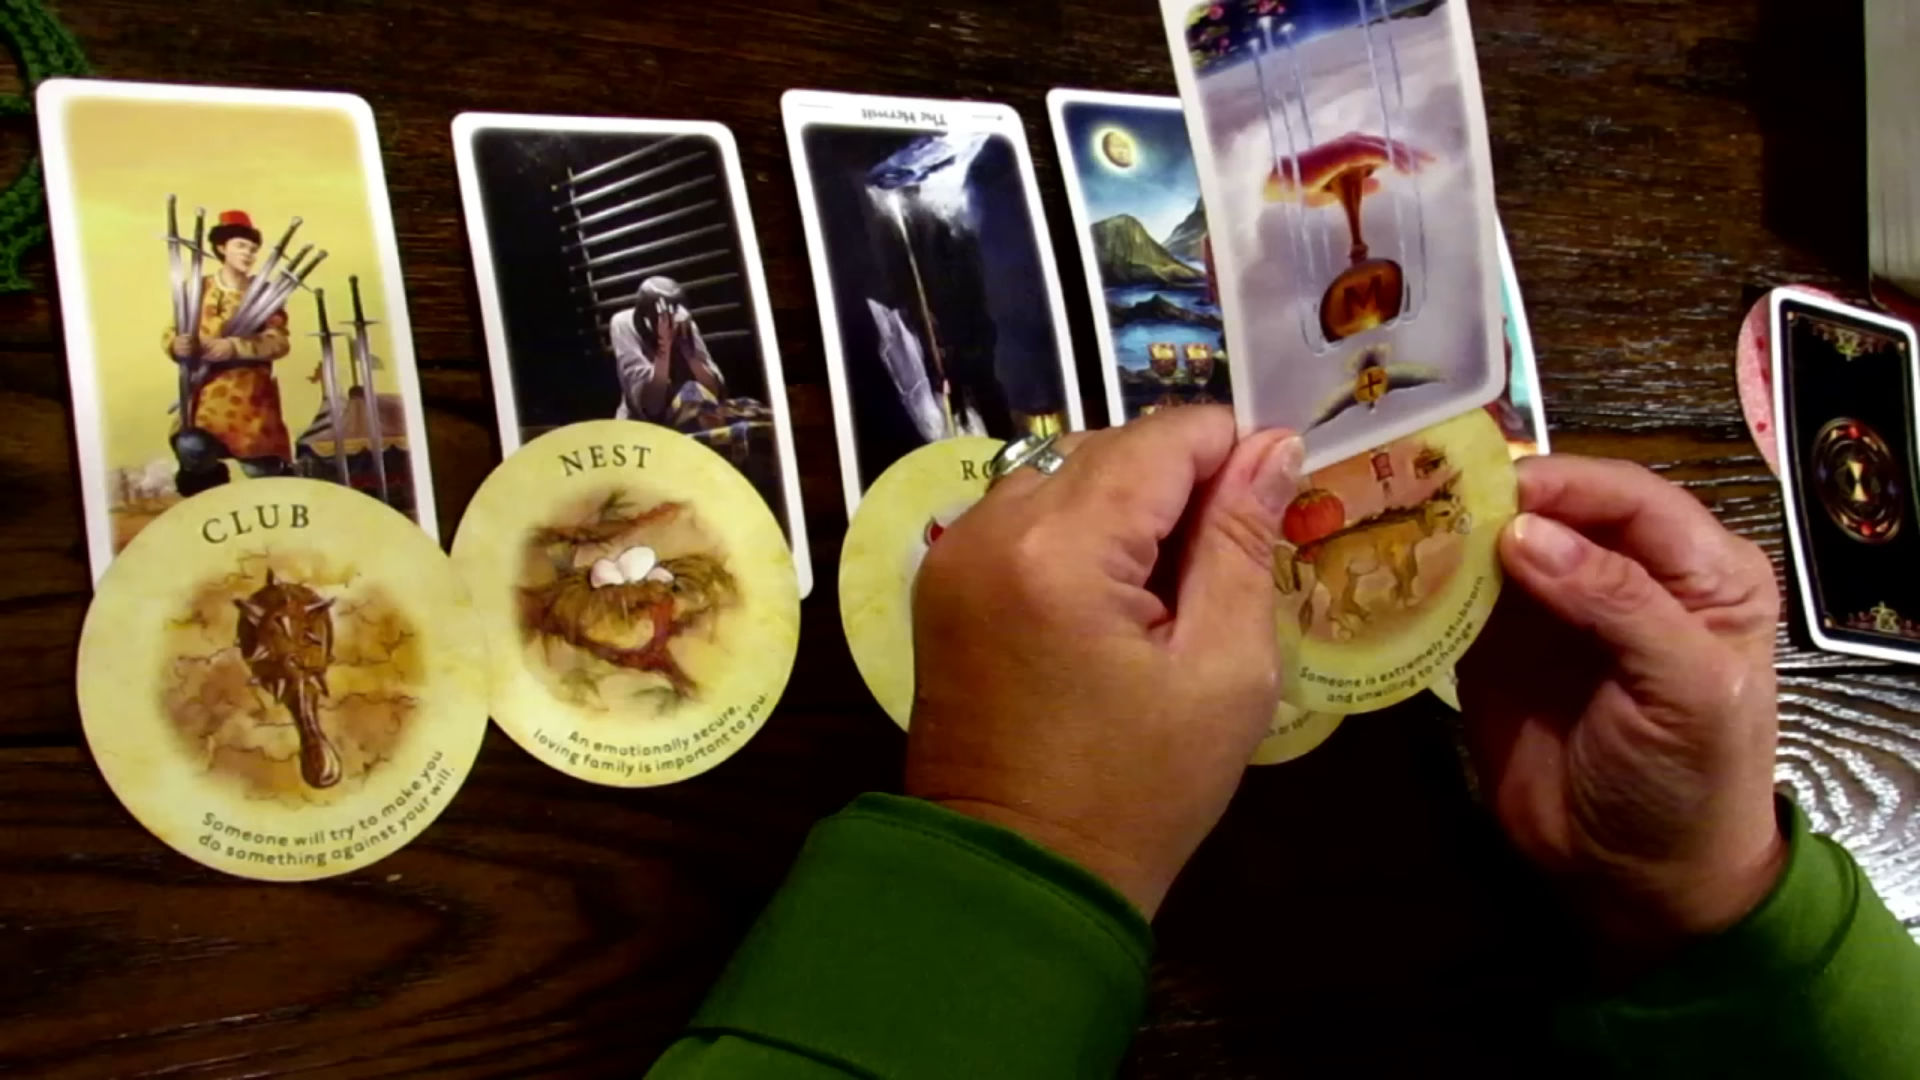 The Hermit
M
CLUB
Someone will try to make you
do something against your will.
NEST
An emotionally secure,
loving family is important to you.
Someone is extremely stubborn
and unwilling to change.